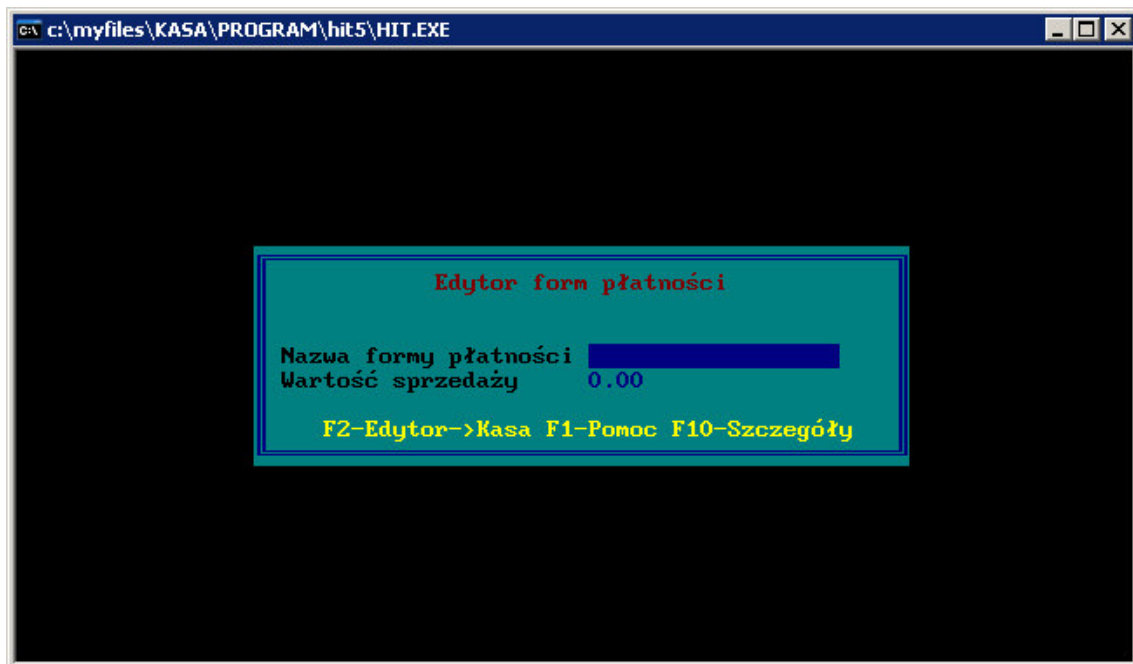 c:\myfiles\KASA\PROGRAM\hit5\HIT.EXE
Edytor form płatności
Nazwa formy płatności
Wartość sprzedaży 0.00
F2-Edytor->Kasa F1-Pomoc F10-Szczegóły